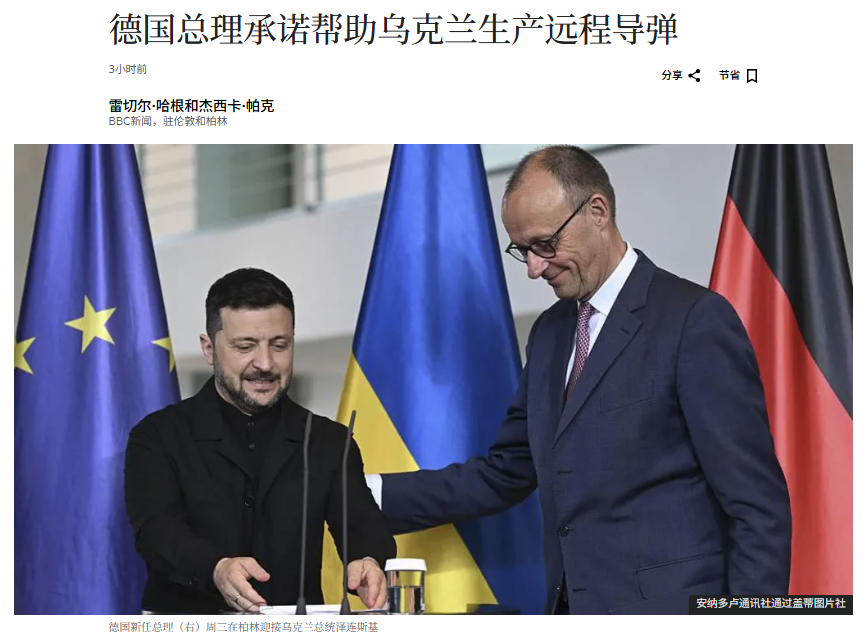 德国总理承诺帮助乌克兰生产远程导弹
3小时前
分享
节省
雷切尔·哈根和杰西卡·帕克
BBC新闻，驻伦敦和柏林
安纳多卢通讯社通过盖蒂图片社
德国新任总理（右）周三在柏林迎接乌克兰总统泽连斯基